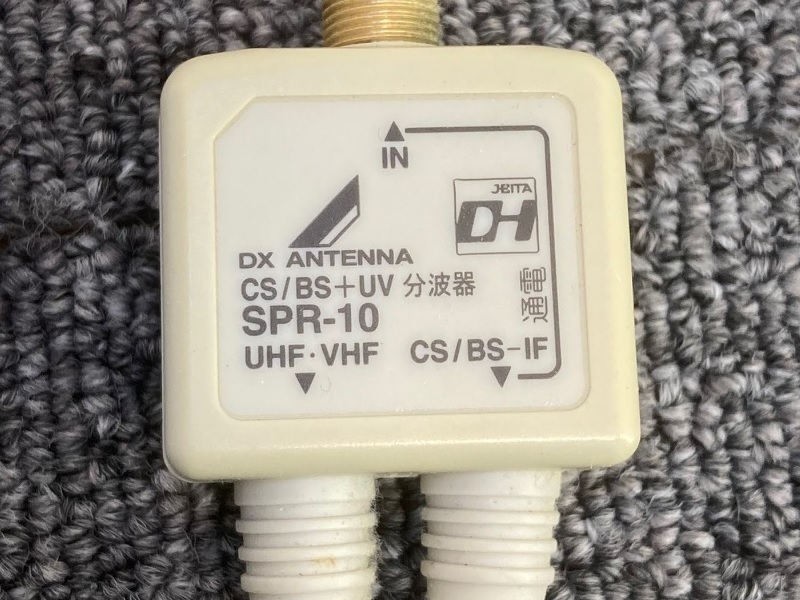 IN
JEITA
DH
DX ANTENNA
CS/BS+UV 分波器
通電
SPR-10
UHF・VHF CS/BS-IF